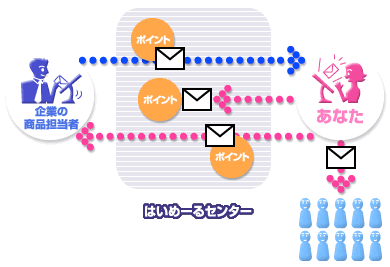 ポイント
企業の
商品担当者
ポイント
あなた
ポイント
はいめーるセンター